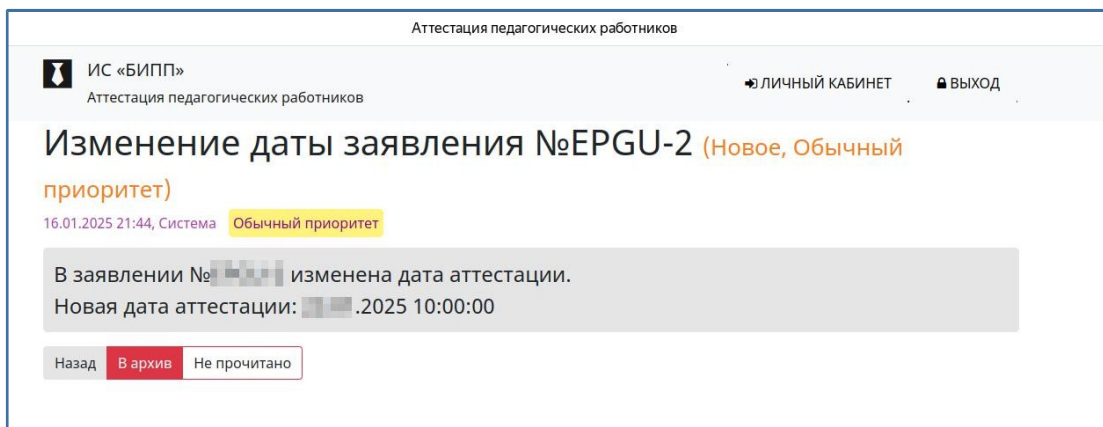 Аттестация педагогических работников
ИС «БИПП»
Аттестация педагогических работников
ЛИЧНЫЙ КАБИНЕТ
ВЫХОД
Изменение даты заявления №EPGU-2 (Новое, Обычный
приоритет)
16.01.2025 21:44, Система Обычный приоритет
В заявлении № изменена дата аттестации.
Новая дата аттестации: .2025 10:00:00
Назад В архив Не прочитано